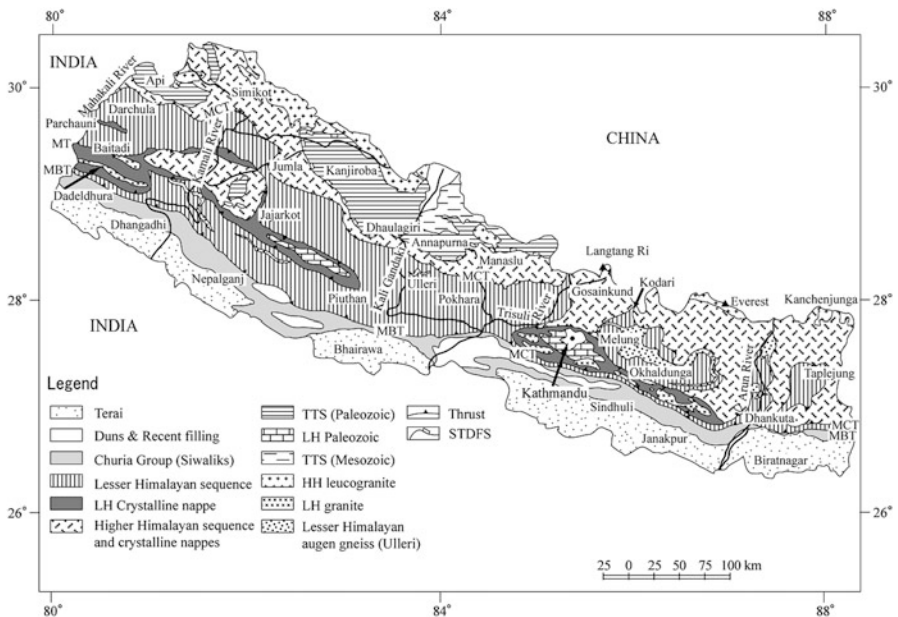 80°
84°
88°
INDIA
30°
30°
Mahakali River
Api
Simikot
Darchula
MCT
CHINA
Parchauni
MT
Baitadi
Kamali River
Kanjiroba
Jumla
MBT
Dadeldhura
Jajarkot
Dhangadhi
Dhaulagiri
Annapurna
Langtang Ri
Manaslu
Nepalganj
Kali Gandaki
Ulleri
MCT
Gosainkund
Kodari
28°
28°
Piuthan
Pokhara
Trisuli River
Everest
Kanchenjunga
INDIA
MBT
Melung
Bhairawa
MCT
Okhaldunga
Arun River
Taplejung
Kathmandu
Sindhuli
Dhankuta
MCT
Janakpur
MBT
Biratnagar
Legend
Terai
Duns & Recent filling
Churia Group (Siwaliks)
Lesser Himalayan sequence
LH Crystalline nappe
Higher Himalayan sequence
and crystalline nappes
TTS (Paleozoic)
LH Paleozoic
TTS (Mesozoic)
HH leucogranite
LH granite
Lesser Himalayan
augen gneiss (Ulleri)
Thrust
STDFS
26°
26°
25 0 25 50 75 100 km
80°
84°
88°